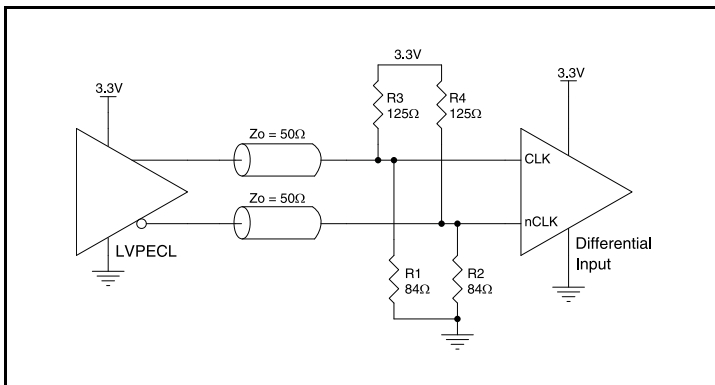 3.3V
3.3V
3.3V
R3
125Ω
R4
125Ω
Zo = 50Ω
CLK
Zo = 50Ω
nCLK
LVPECL
Differential
Input
R1
84Ω
R2
84Ω